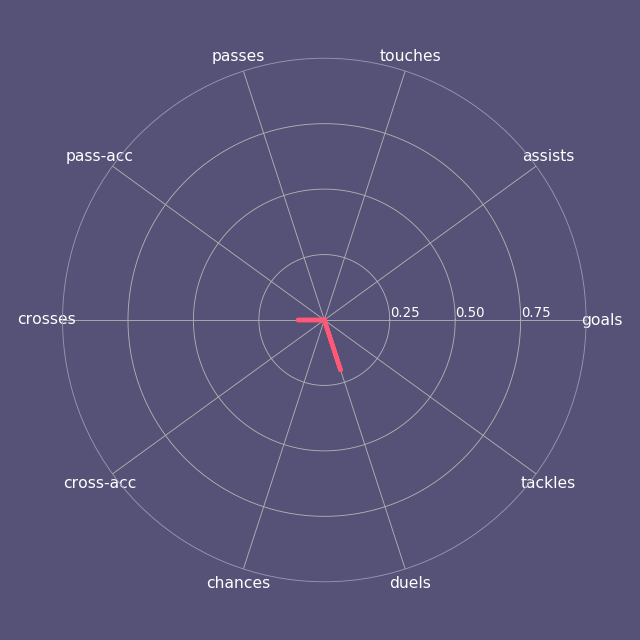 passes
touches
pass-acc
assists
0.25
0.50
0.75
crosses
goals
cross-acc
tackles
chances
duels